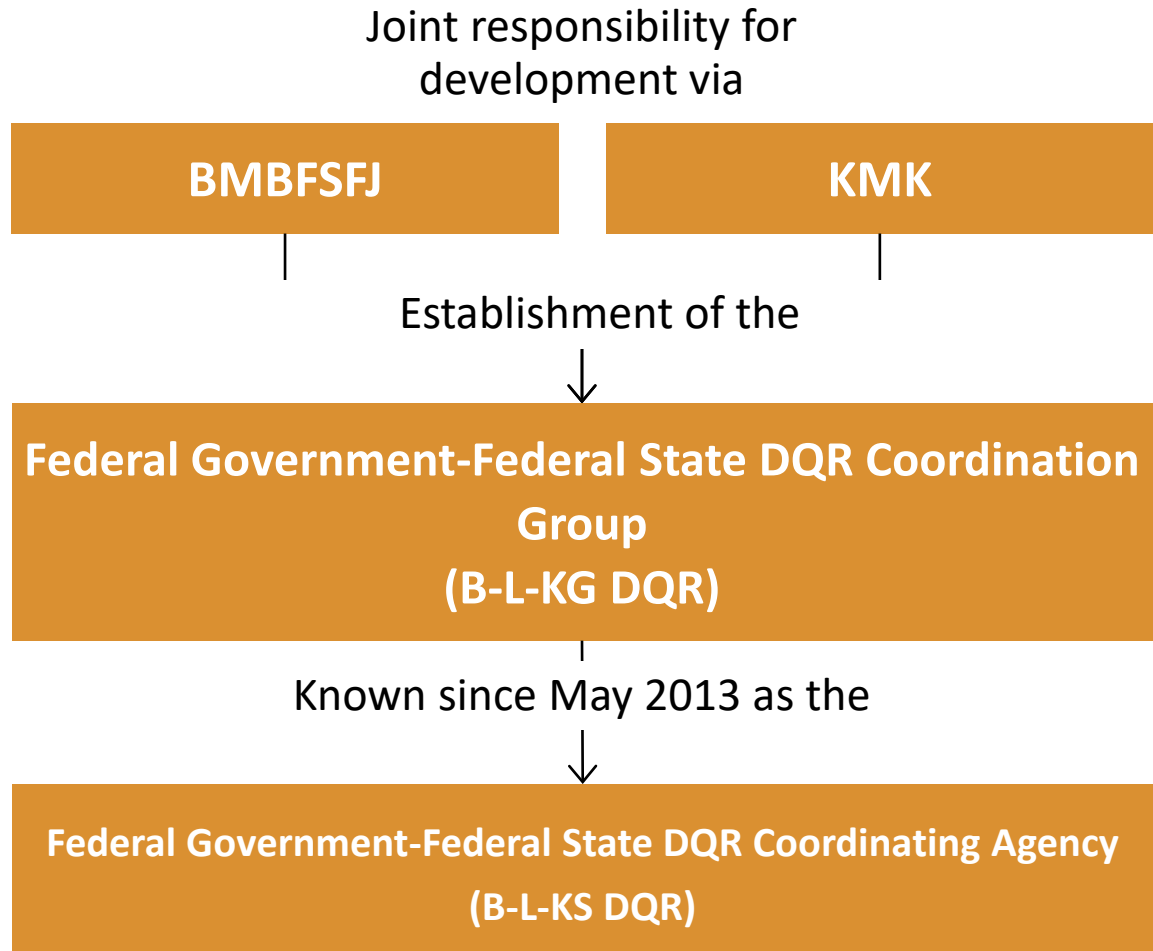 Joint responsibility for
development via
BMBFSFJ
KMK
Establishment of the
Federal Government-Federal State DQR Coordination
Group
(B-L-KG DQR)
Known since May 2013 as the
Federal Government-Federal State DQR Coordinating Agency
(B-L-KS DQR)